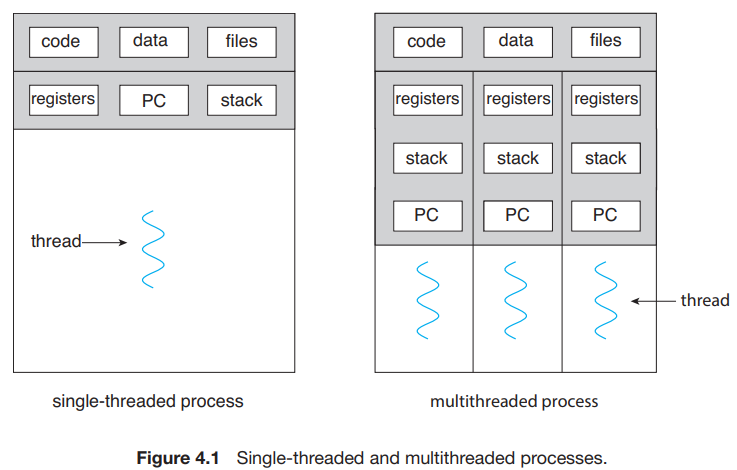 code data files
registers PC stack
thread
single-threaded process
code data files
registers registers registers
stack stack stack
PC PC PC
thread
multithreaded process
Figure 4.1 Single-threaded and multithreaded processes.